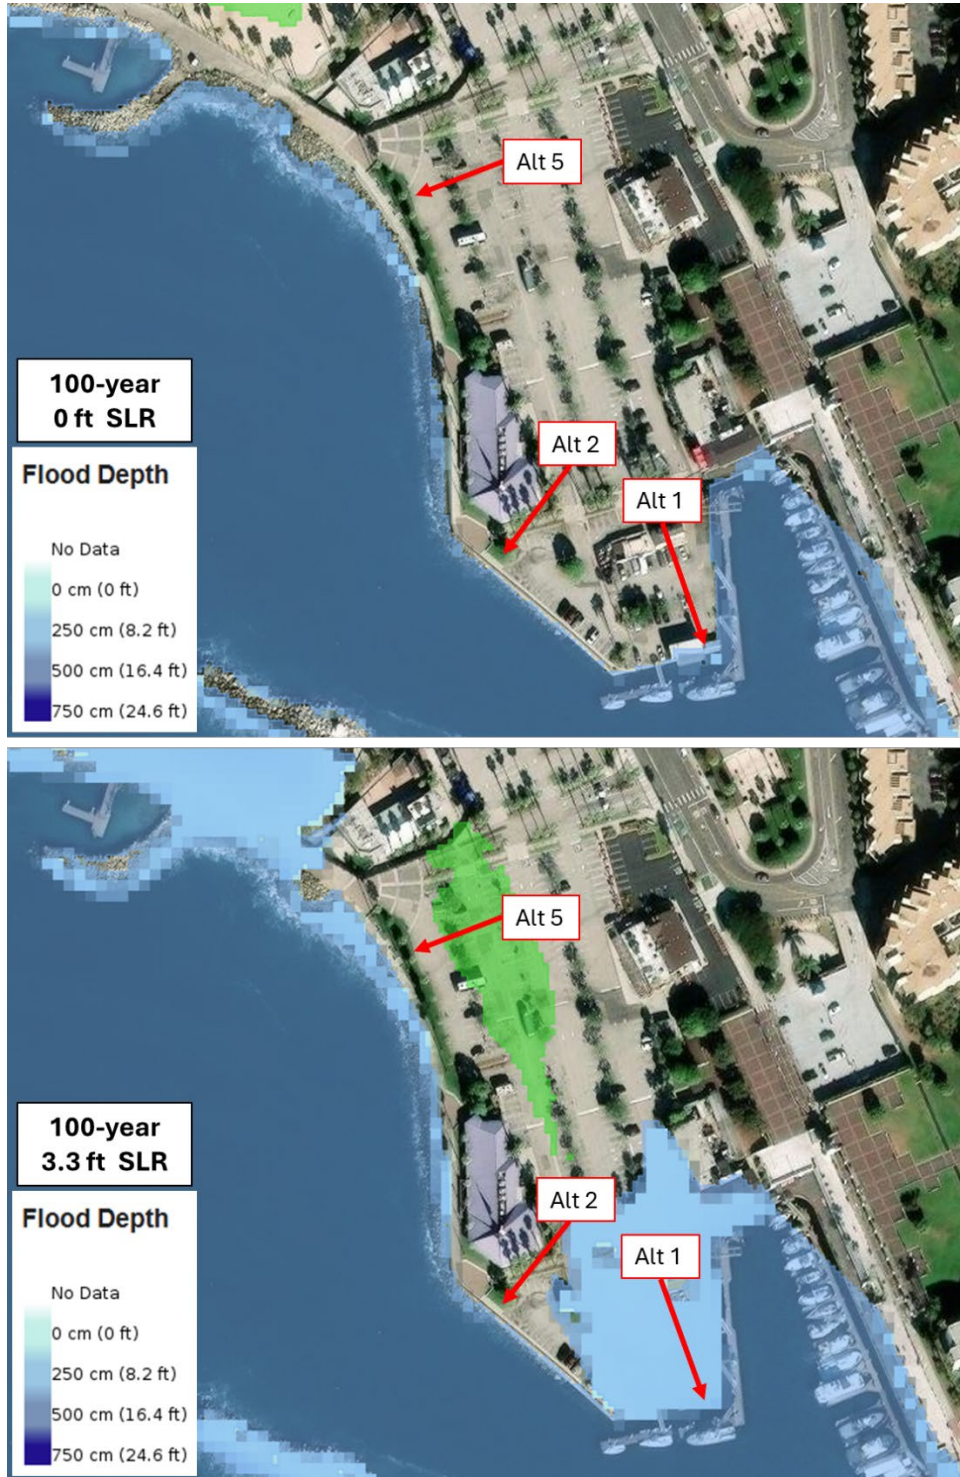 Alt 5
100-year
0 ft SLR
Alt 2
Flood Depth
Alt 1
No Data
0 cm (0 ft)
250 cm (8.2 ft)
500 cm (16.4 ft)
750 cm (24.6 ft)
Alt 5
100-year
3.3 ft SLR
Alt 2
Flood Depth
Alt 1
No Data
0 cm (0 ft)
250 cm (8.2 ft)
500 cm (16.4 ft)
750 cm (24.6 ft)